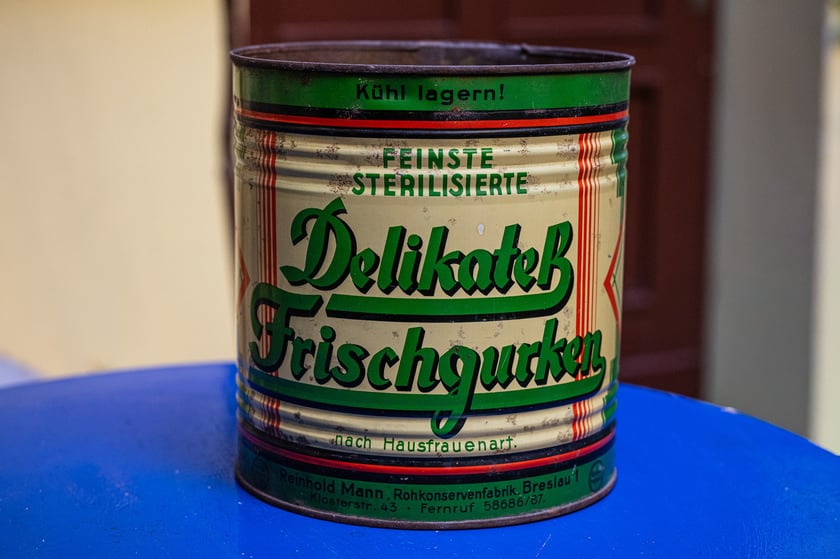 Kühl lagern!
FEINSTE
STERILISIERTE
Delikateß
Frischgurken
nach Hausfrauenart.
Reinhold Mann, Rohkonservenfabrik, Breslau 1
Klosterstr. 43 · Fernruf 58686/87.